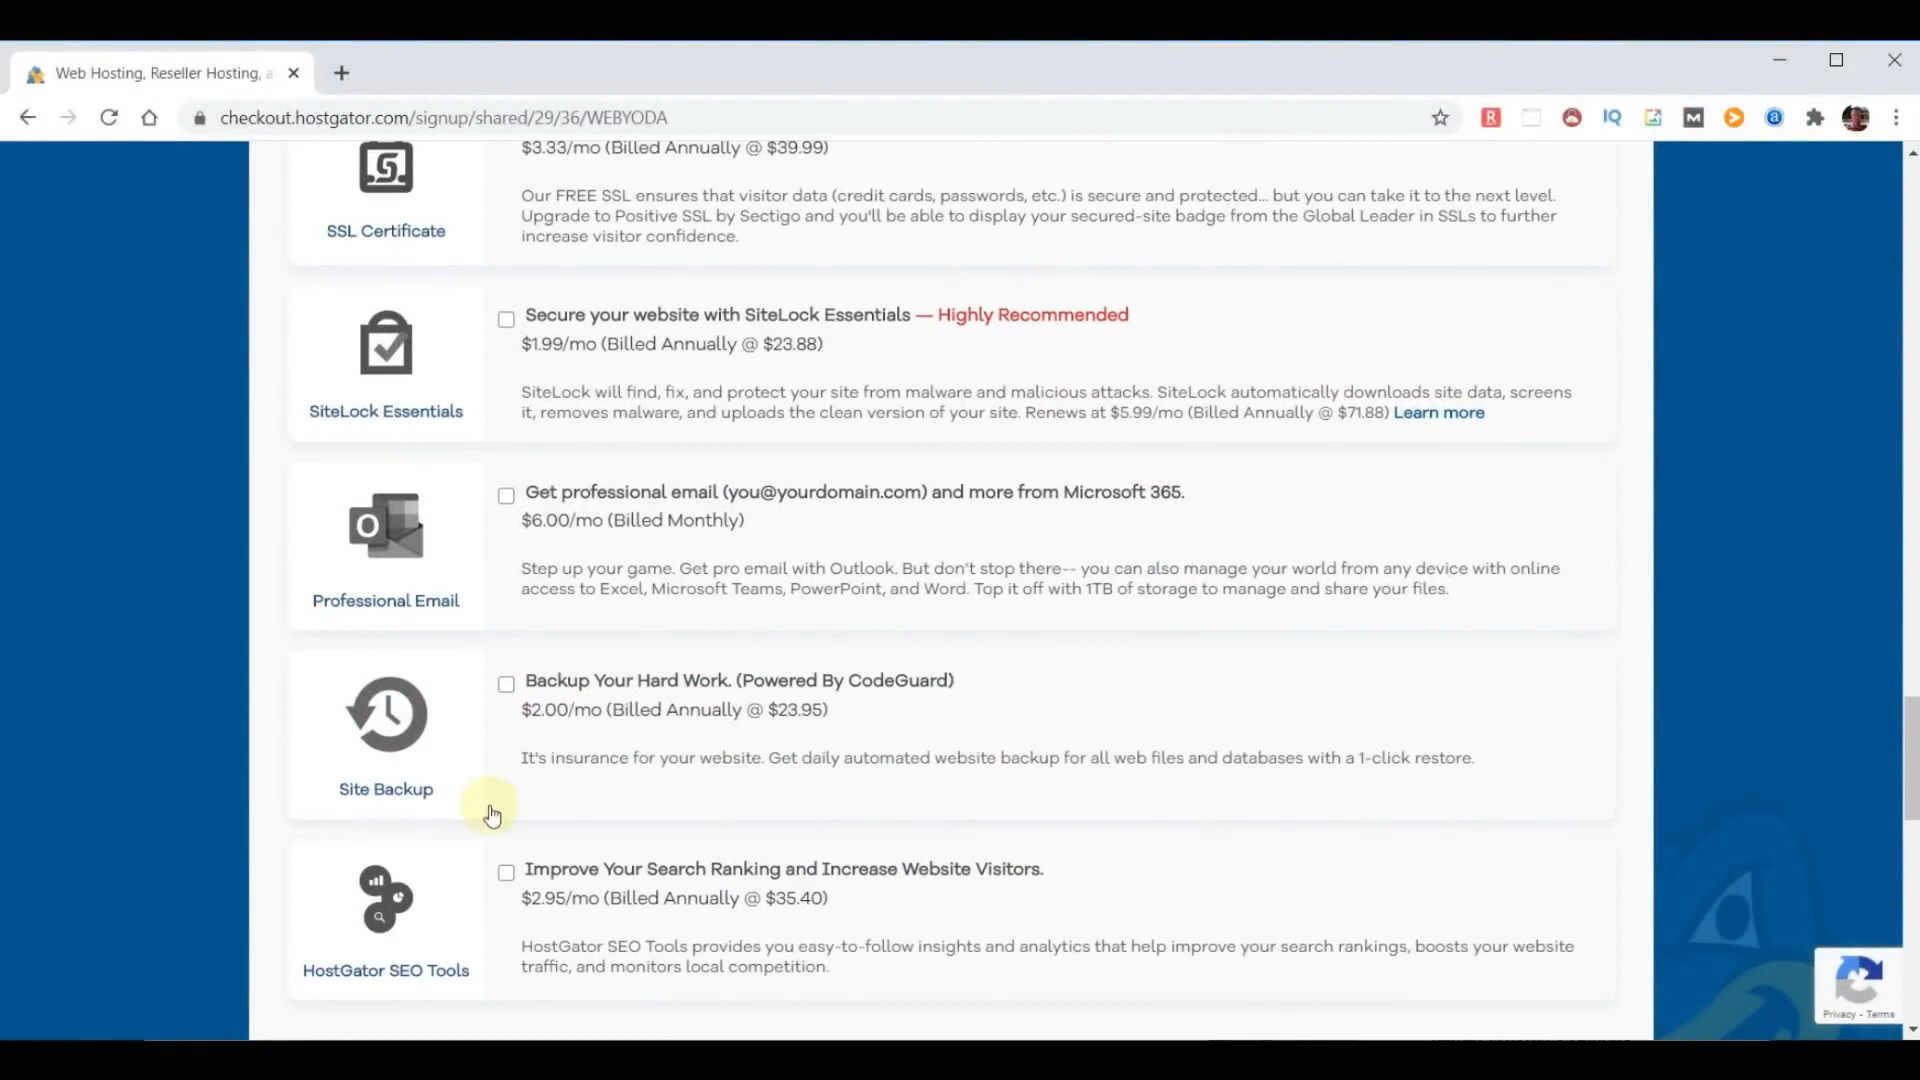 Web Hosting, Reseller Hosting, a
checkout.hostgator.com/signup/shared/29/36/WEBYODA
R
IQ
M
a
$3.33/mo (Billed Annually @ $39.99)
S
Our FREE SSL ensures that visitor data (credit cards, passwords, etc.) is secure and protected... but you can take it to the next level.
Upgrade to Positive SSL by Sectigo and you'll be able to display your secured-site badge from the Global Leader in SSLs to further
increase visitor confidence.
SSL Certificate
Secure your website with SiteLock Essentials — Highly Recommended
$1.99/mo (Billed Annually @ $23.88)
SiteLock will find, fix, and protect your site from malware and malicious attacks. SiteLock automatically downloads site data, screens
it, removes malware, and uploads the clean version of your site. Renews at $5.99/mo (Billed Annually @ $71.88) Learn more
SiteLock Essentials
Get professional email (you@yourdomain.com) and more from Microsoft 365.
$6.00/mo (Billed Monthly)
O
Step up your game. Get pro email with Outlook. But don't stop there-- you can also manage your world from any device with online
access to Excel, Microsoft Teams, PowerPoint, and Word. Top it off with 1TB of storage to manage and share your files.
Professional Email
Backup Your Hard Work. (Powered By CodeGuard)
$2.00/mo (Billed Annually @ $23.95)
It's insurance for your website. Get daily automated website backup for all web files and databases with a 1-click restore.
Site Backup
Improve Your Search Ranking and Increase Website Visitors.
$2.95/mo (Billed Annually @ $35.40)
HostGator SEO Tools provides you easy-to-follow insights and analytics that help improve your search rankings, boosts your website
traffic, and monitors local competition.
HostGator SEO Tools
Privacy - Terms